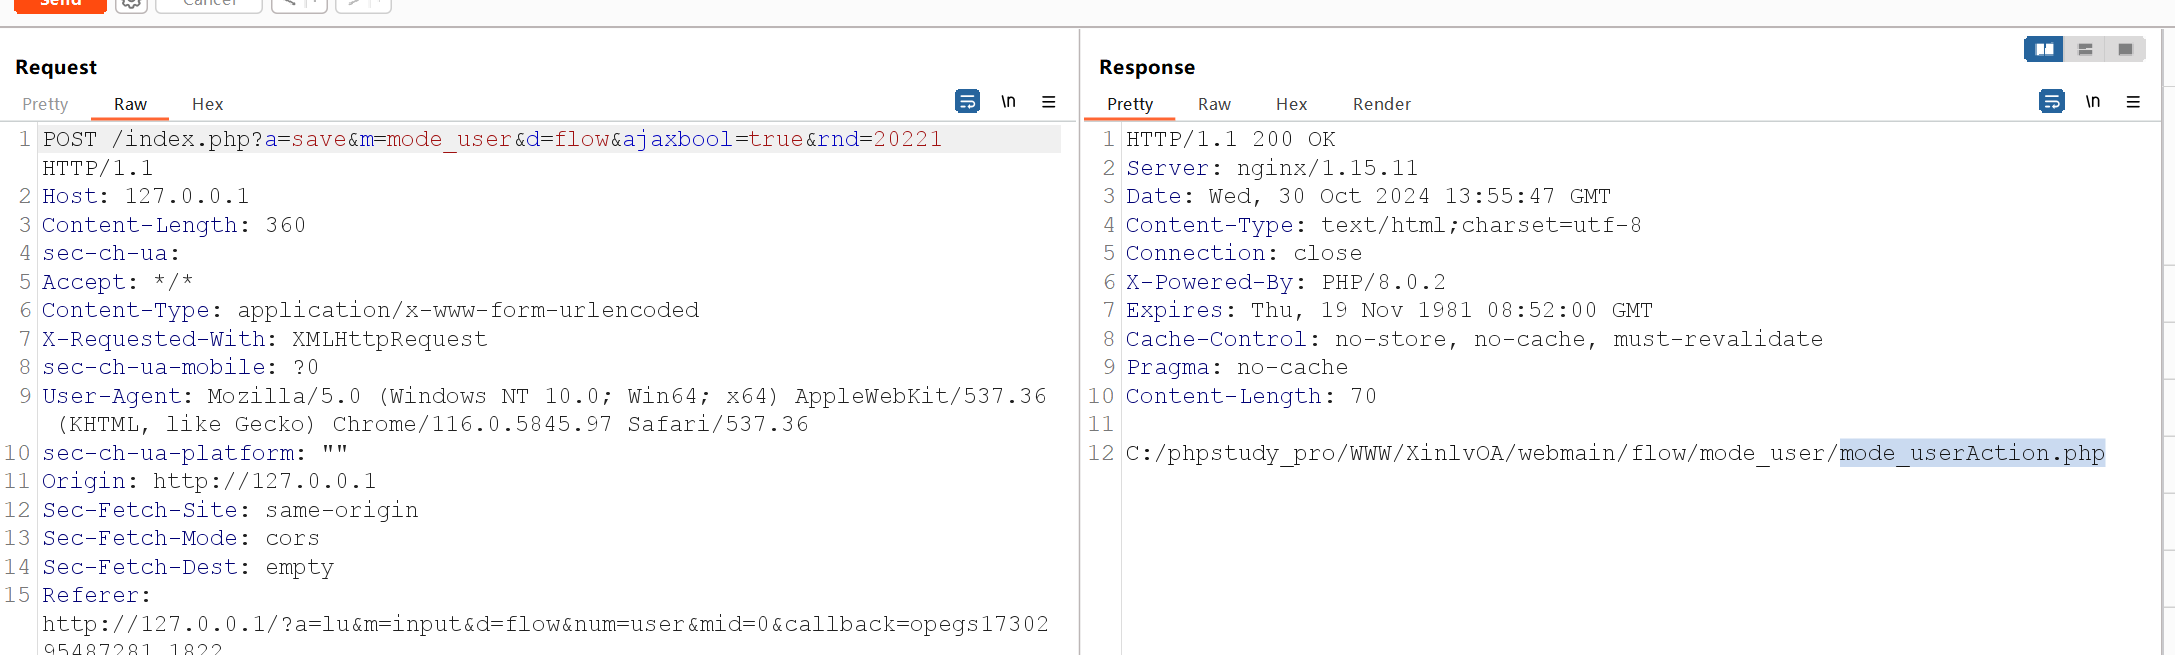 Send
Cancel
Request
Pretty Raw Hex
\n
1 POST /index.php?a=save&m=mode_user&d=flow&ajaxbool=true&rnd=20221
HTTP/1.1
2 Host: 127.0.0.1
3 Content-Length: 360
4 sec-ch-ua:
5 Accept: */*
6 Content-Type: application/x-www-form-urlencoded
7 X-Requested-With: XMLHttpRequest
8 sec-ch-ua-mobile: ?0
9 User-Agent: Mozilla/5.0 (Windows NT 10.0; Win64; x64) AppleWebKit/537.36
(KHTML, like Gecko) Chrome/116.0.5845.97 Safari/537.36
10 sec-ch-ua-platform: ""
11 Origin: http://127.0.0.1
12 Sec-Fetch-Site: same-origin
13 Sec-Fetch-Mode: cors
14 Sec-Fetch-Dest: empty
15 Referer:
http://127.0.0.1/?a=lu&m=input&d=flow&num=user&mid=0&callback=opegs17302
95487281_1822
Response
Pretty Raw Hex Render
\n
1 HTTP/1.1 200 OK
2 Server: nginx/1.15.11
3 Date: Wed, 30 Oct 2024 13:55:47 GMT
4 Content-Type: text/html;charset=utf-8
5 Connection: close
6 X-Powered-By: PHP/8.0.2
7 Expires: Thu, 19 Nov 1981 08:52:00 GMT
8 Cache-Control: no-store, no-cache, must-revalidate
9 Pragma: no-cache
10 Content-Length: 70
11
12 C:/phpstudy_pro/WWW/XinlvOA/webmain/flow/mode_user/mode_userAction.php